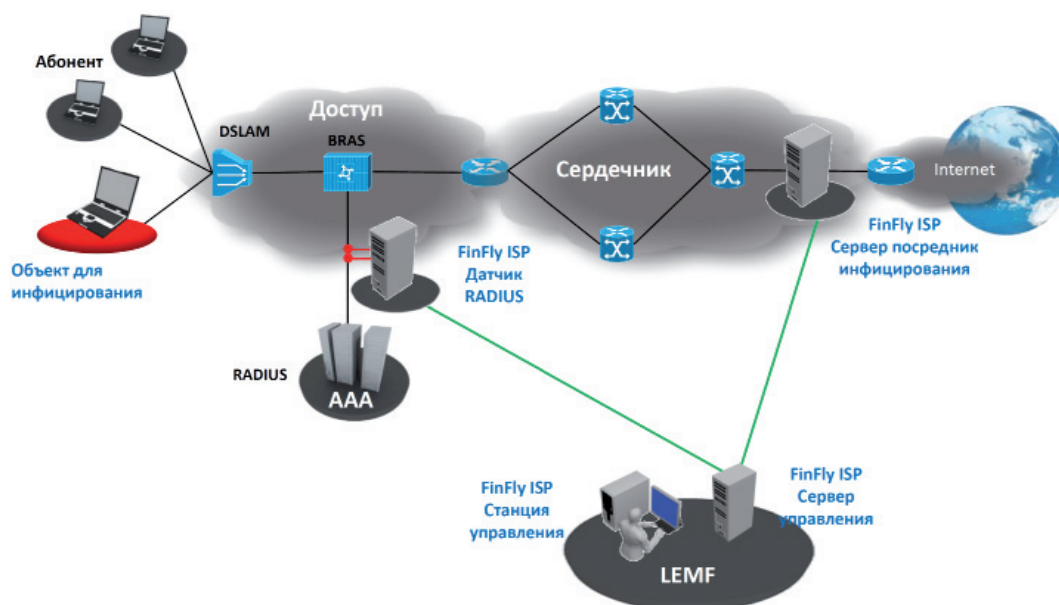 Абонент
Доступ
DSLAM
BRAS
Сердечник
Internet
Объект для
инфицирования
FinFly ISP
Датчик
RADIUS
FinFly ISP
Сервер посредник
инфицирования
RADIUS
AAA
FinFly ISP
Станция
управления
FinFly ISP
Сервер
управления
LEMF